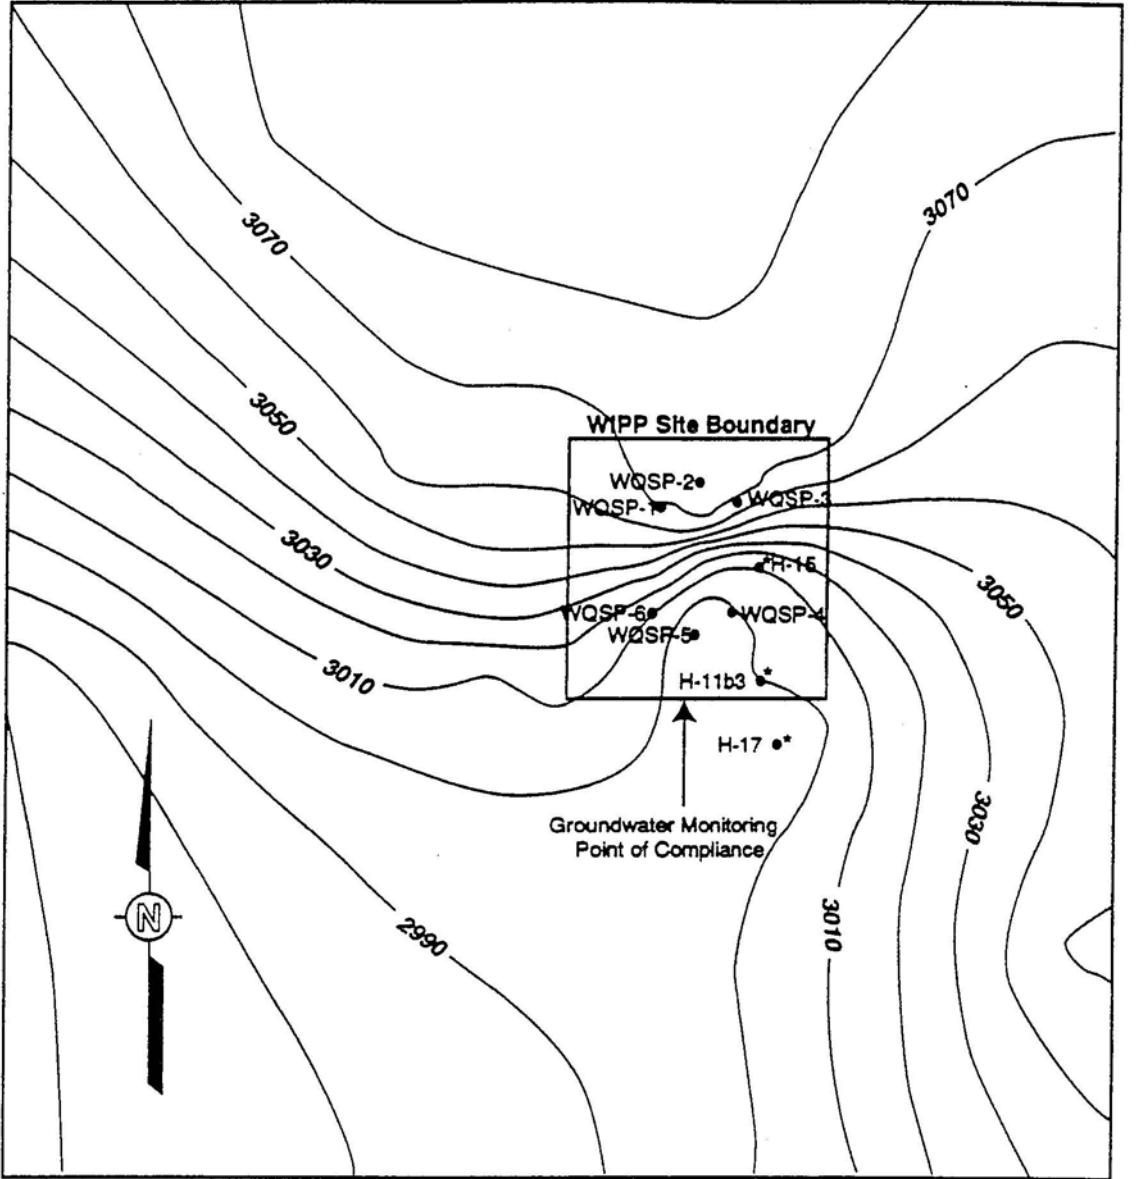 3070
3070
3050
WIPP Site Boundary
WQSP-2
WQSP-1
WQSP-3
3030
*H-15
3050
WQSP-6
WQSP-4
WQSP-5
3010
H-11b3 *
H-17 *
3030
Groundwater Monitoring
Point of Compliance
3010
N
2990